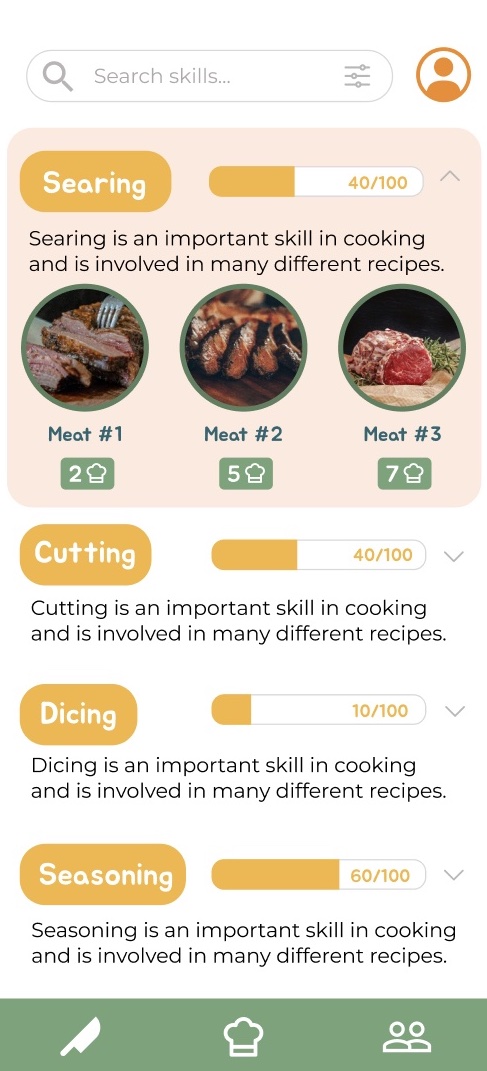 Search skills...
Searing
40/100
Searing is an important skill in cooking
and is involved in many different recipes.
Meat #1
Meat #2
Meat #3
2
5
7
Cutting
40/100
Cutting is an important skill in cooking
and is involved in many different recipes.
Dicing
10/100
Dicing is an important skill in cooking
and is involved in many different recipes.
Seasoning
60/100
Seasoning is an important skill in cooking
and is involved in many different recipes.